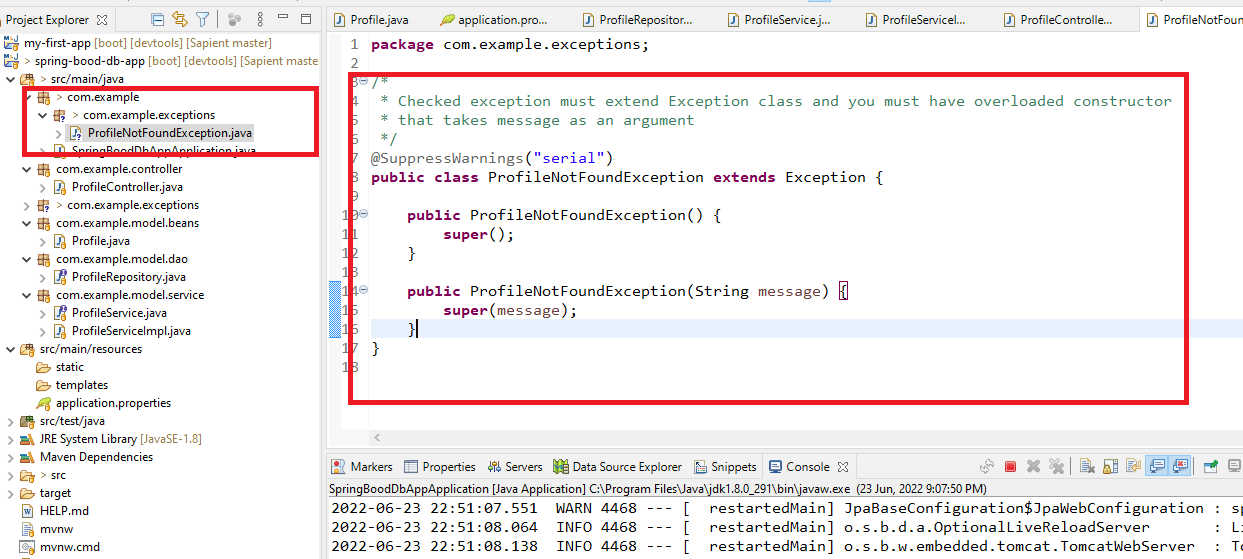 Project Explorer
my-first-app [boot] [devtools] [Sapient master]
> spring-bood-db-app [boot] [devtools] [Sapient maste
> src/main/java
> com.example
> com.example.exceptions
ProfileNotFoundException.java
SpringBoodDbAppApplication.java
com.example.controller
ProfileController.java
> com.example.exceptions
com.example.model.beans
Profile.java
com.example.model.dao
ProfileRepository.java
com.example.model.service
ProfileService.java
ProfileServiceImpl.java
src/main/resources
static
templates
application.properties
src/test/java
JRE System Library [JavaSE-1.8]
Maven Dependencies
> src
target
HELP.md
mvnw
mvnw.cmd
Profile.java
application.pro...
ProfileRepositor...
ProfileService.j...
ProfileServiceI...
ProfileControlle...
ProfileNotFoun
1 package com.example.exceptions;
2
3 /*
4 * Checked exception must extend Exception class and you must have overloaded constructor
5 * that takes message as an argument
6 */
7 @SuppressWarnings("serial")
8 public class ProfileNotFoundException extends Exception {
9
10 public ProfileNotFoundException() {
11 super();
12 }
13
14 public ProfileNotFoundException(String message) {
15 super(message);
16 }
17 }
18
Markers
Properties
Servers
Data Source Explorer
Snippets
Console
SpringBoodDbAppApplication [Java Application] C:\Program Files\Java\jdk1.8.0_291\bin\javaw.exe (23 Jun, 2022 9:07:50 PM)
2022-06-23 22:51:07.551 WARN 4468 --- [ restartedMain] JpaBaseConfiguration$JpaWebConfiguration : sp
2022-06-23 22:51:08.064 INFO 4468 --- [ restartedMain] o.s.b.d.a.OptionalLiveReloadServer : Li
2022-06-23 22:51:08.138 INFO 4468 --- [ restartedMain] o.s.b.w.embedded.tomcat.TomcatWebServer : To